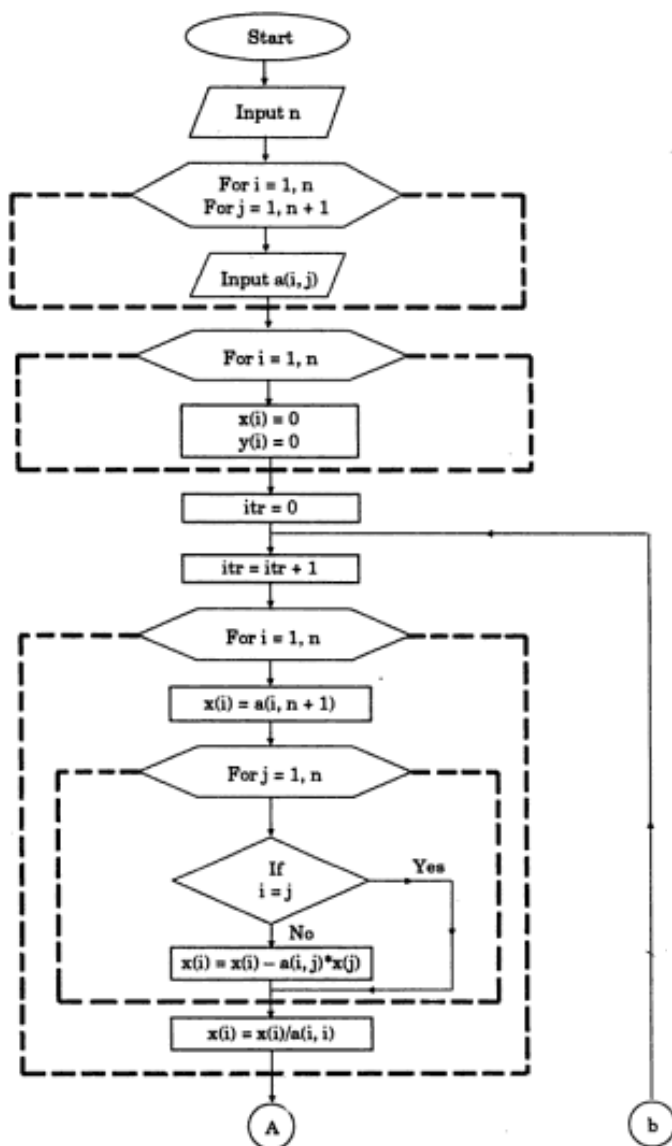 Start
Input n
For i = 1, n
For j = 1, n + 1
Input a(i, j)
For i = 1, n
x(i) = 0
y(i) = 0
itr = 0
itr = itr + 1
For i = 1, n
x(i) = a(i, n + 1)
For j = 1, n
If
i = j
Yes
No
x(i) = x(i) – a(i, j)*x(j)
x(i) = x(i)/a(i, i)
A
b